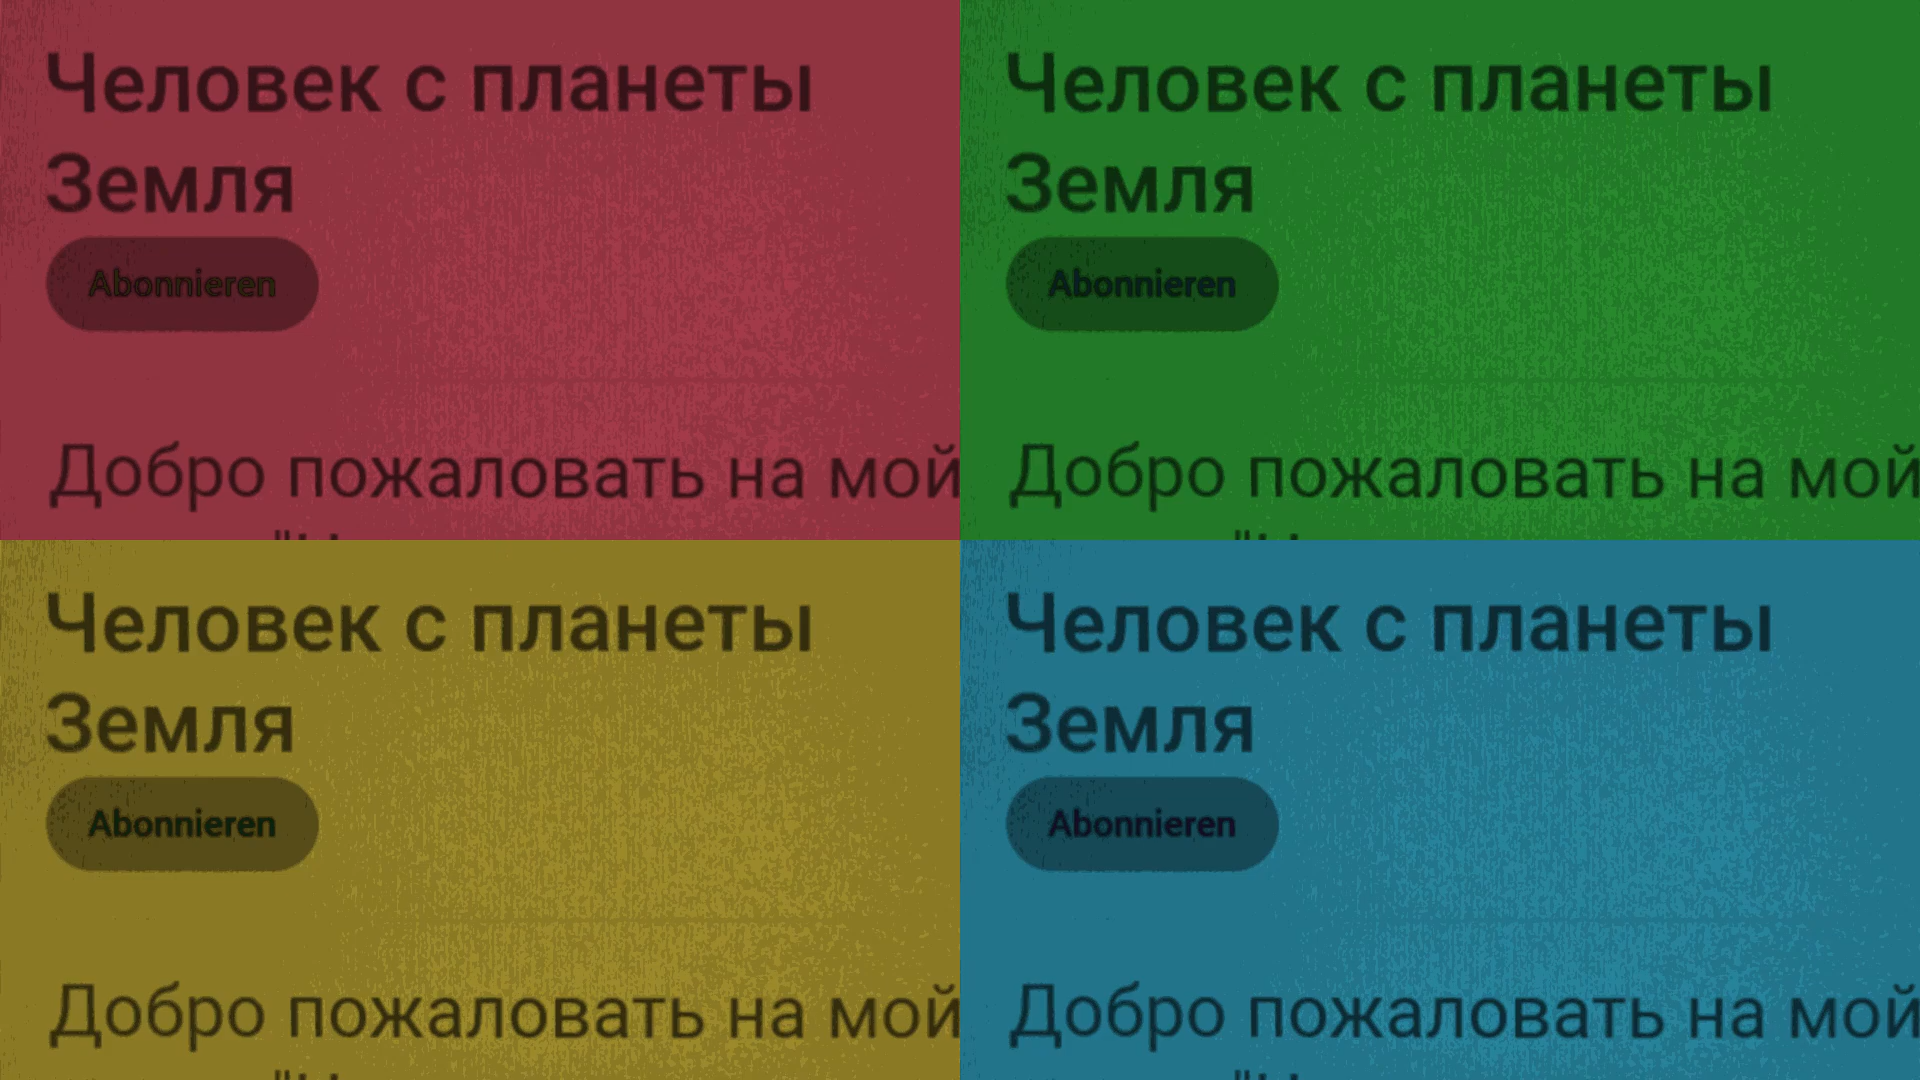 Человек с планеты
Земля
Abonnieren
Добро пожаловать на мой
Человек с планеты
Земля
Abonnieren
Добро пожаловать на мой
Человек с планеты
Земля
Abonnieren
Добро пожаловать на мой
Человек с планеты
Земля
Abonnieren
Добро пожаловать на мой